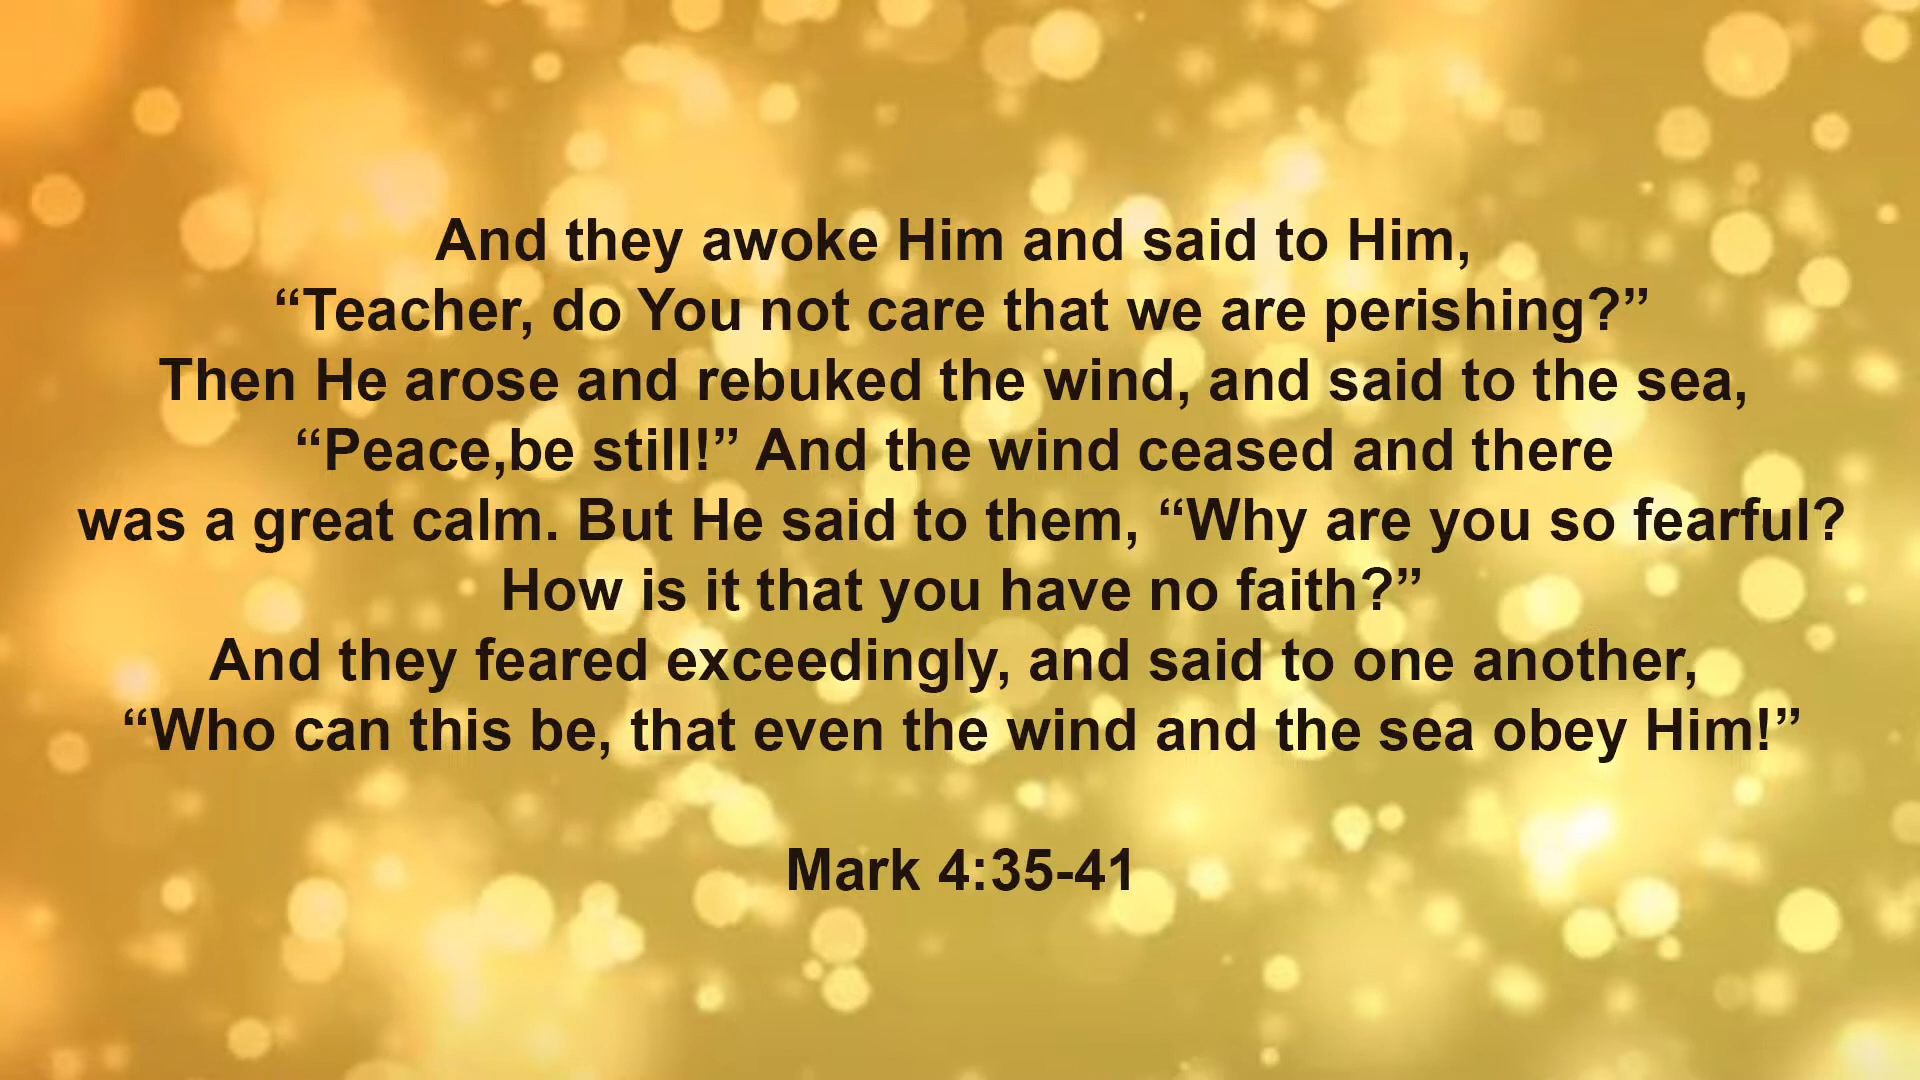 And they awoke Him and said to Him,
“Teacher, do You not care that we are perishing?”
Then He arose and rebuked the wind, and said to the sea,
“Peace,be still!” And the wind ceased and there
was a great calm. But He said to them, “Why are you so fearful?
How is it that you have no faith?”
And they feared exceedingly, and said to one another,
“Who can this be, that even the wind and the sea obey Him!”
Mark 4:35-41